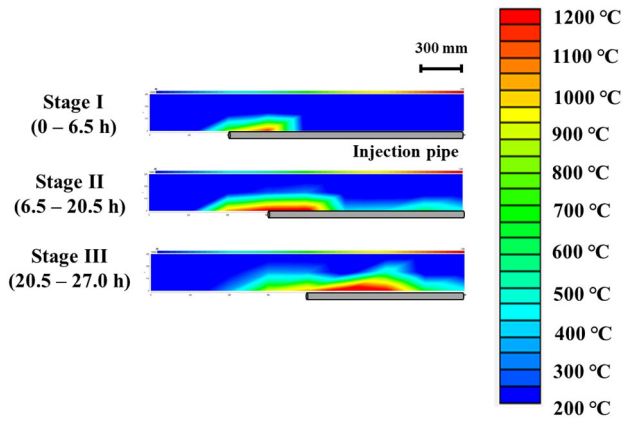 300 mm
Stage I
(0 – 6.5 h)
Injection pipe
Stage II
(6.5 – 20.5 h)
Stage III
(20.5 – 27.0 h)
1200 ℃
1100 ℃
1000 ℃
900 ℃
800 ℃
700 ℃
600 ℃
500 ℃
400 ℃
300 ℃
200 ℃